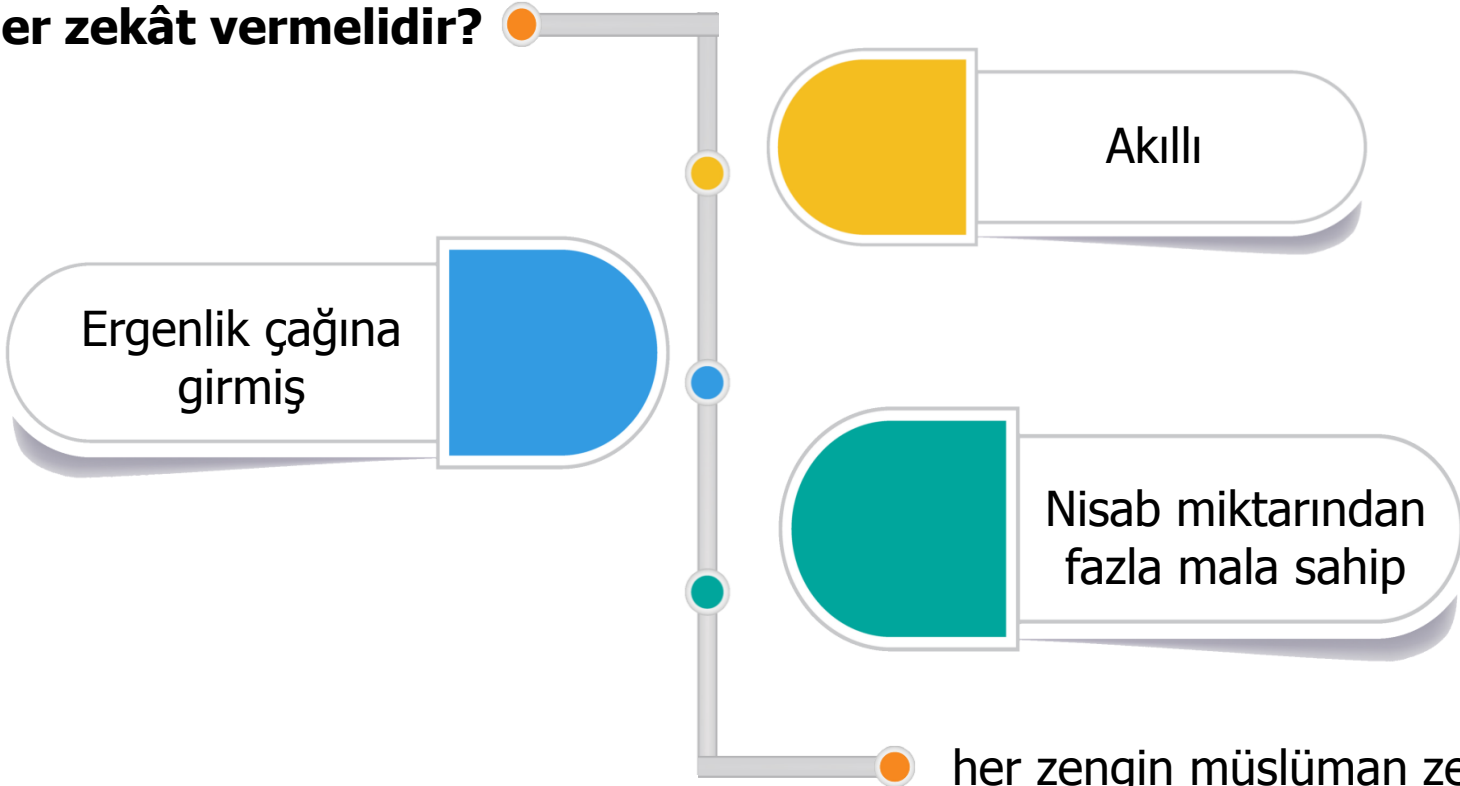 er zekât vermelidir?
Akıllı
Ergenlik çağına
girmiş
Nisab miktarından
fazla mala sahip
her zengin müslüman ze